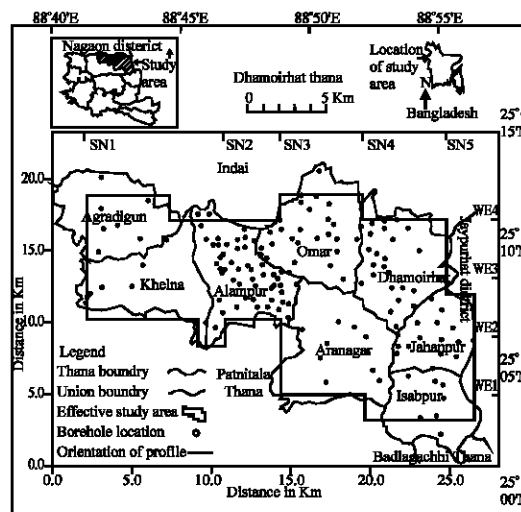 88°40'E 88°45'E 88°50'E 88°55'E
Nagaon district
Study
area
Dhamoirhat thana
0 5 Km
Location
of study
area
N
Bangladesh
25°
15'
SN1 SN2 SN3 SN4 SN5
Indai
20.0
15.0
10.0
5.0
0.0
Distance in Km
Agradigun
Khelna
Alampur
Omar
Dhamoirhat
Aranagar
Jahanpur
Isabpur
Jaypurhat district
WE4
25°
10'
WE3
WE2
WE1
25°
05'
25°
00'
Legend
Thana boundry
Union boundry
Effective study area
Borehole location
Orientation of profile
Patnitala
Thana
Badlagachhi Thana
0.0 5.0 10.0 15.0 20.0 25.0
Distance in Km